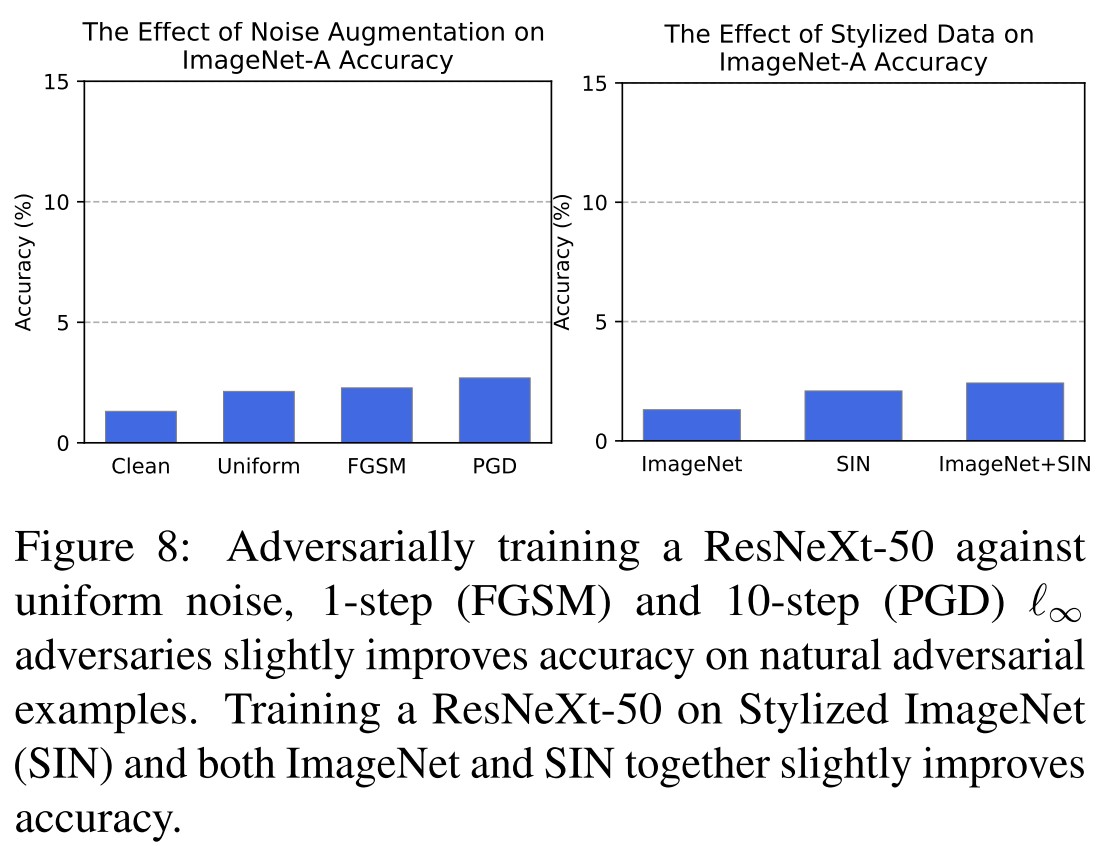 The Effect of Noise Augmentation on
ImageNet-A Accuracy
15
10
5
0
Accuracy (%)
Clean
Uniform
FGSM
PGD
The Effect of Stylized Data on
ImageNet-A Accuracy
15
10
5
0
Accuracy (%)
ImageNet
SIN
ImageNet+SIN
Figure 8: Adversarially training a ResNeXt-50 against
uniform noise, 1-step (FGSM) and 10-step (PGD) ℓ∞
adversaries slightly improves accuracy on natural adversarial
examples. Training a ResNeXt-50 on Stylized ImageNet
(SIN) and both ImageNet and SIN together slightly improves
accuracy.